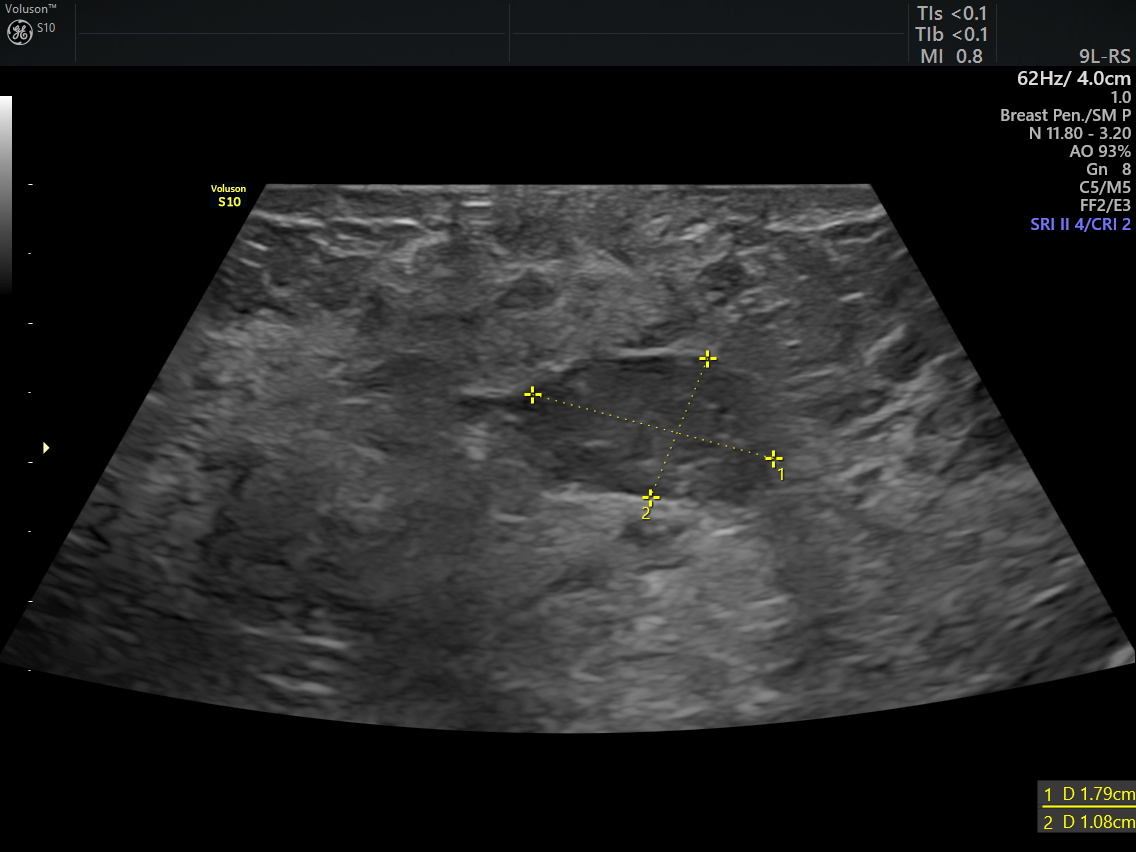 Voluson™
S10
TIs <0.1
TIb <0.1
MI 0.8
9L-RS
62Hz/ 4.0cm
1.0
Breast Pen./SM P
N 11.80 - 3.20
AO 93%
Gn 8
C5/M5
FF2/E3
SRI II 4/CRI 2
Voluson
S10
1
2
1 D 1.79cm
2 D 1.08cm